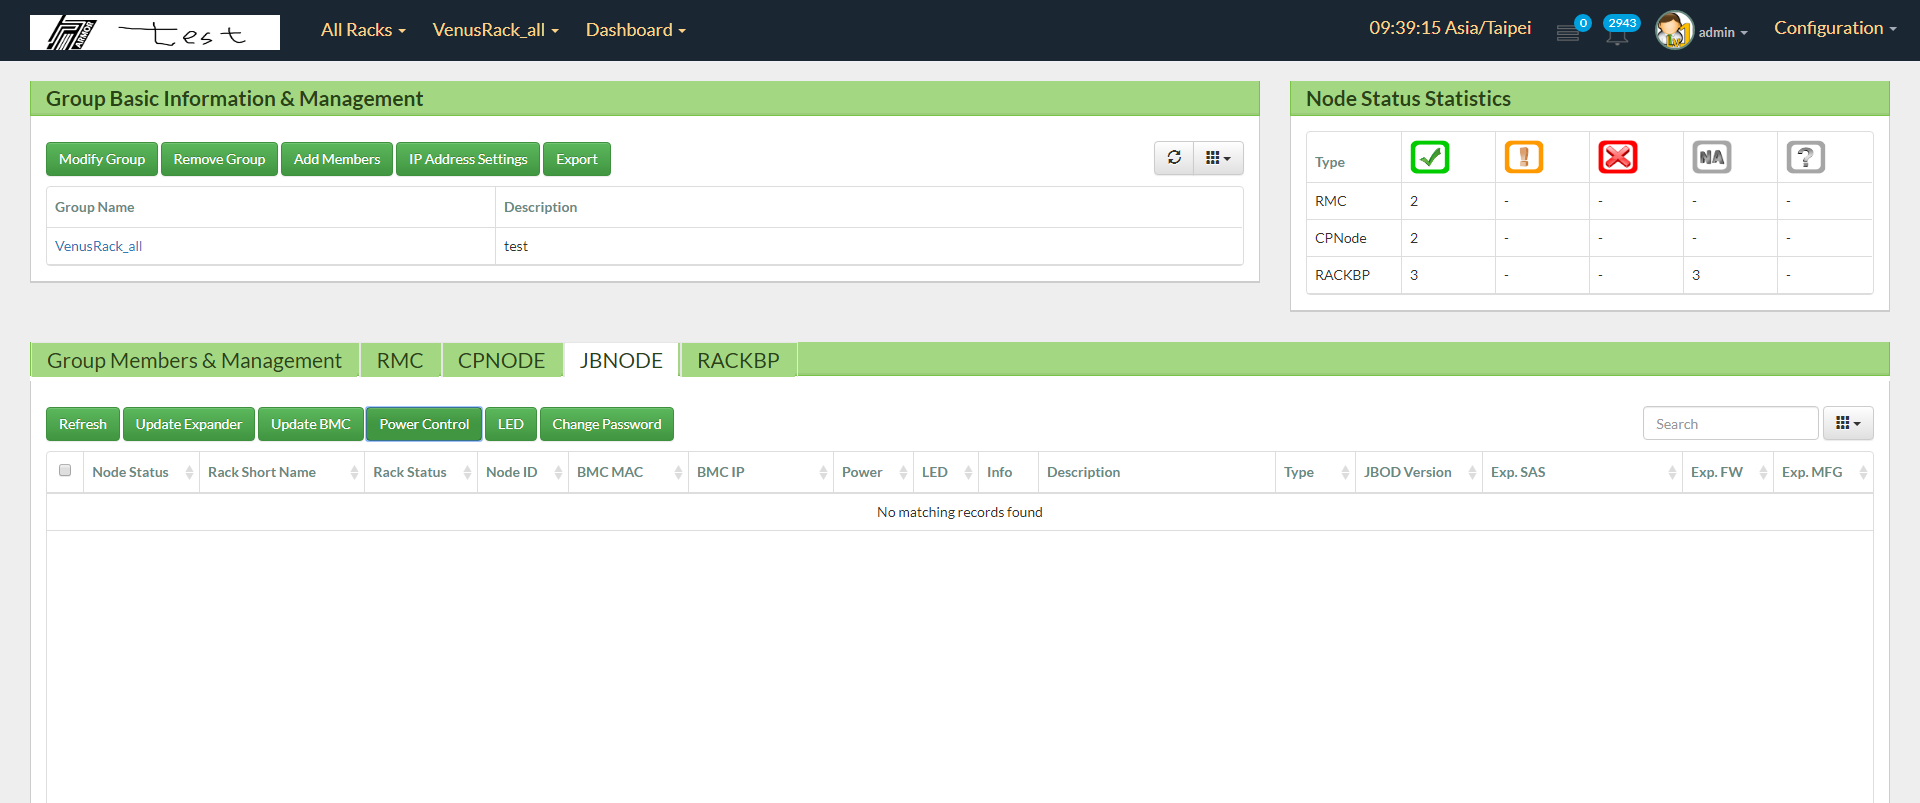 ARMOR test
All Racks VenusRack_all Dashboard 09:39:15 Asia/Taipei 0 2943 admin Configuration
Group Basic Information & Management
Modify Group Remove Group Add Members IP Address Settings Export
Group Name Description
VenusRack_all test
Node Status Statistics
Type ! NA ?
RMC 2 - - - -
CPNode 2 - - - -
RACKBP 3 - - 3 -
Group Members & Management RMC CPNODE JBNODE RACKBP
Refresh Update Expander Update BMC Power Control LED Change Password Search
Node Status Rack Short Name Rack Status Node ID BMC MAC BMC IP Power LED Info Description Type JBOD Version Exp. SAS Exp. FW Exp. MFG
No matching records found